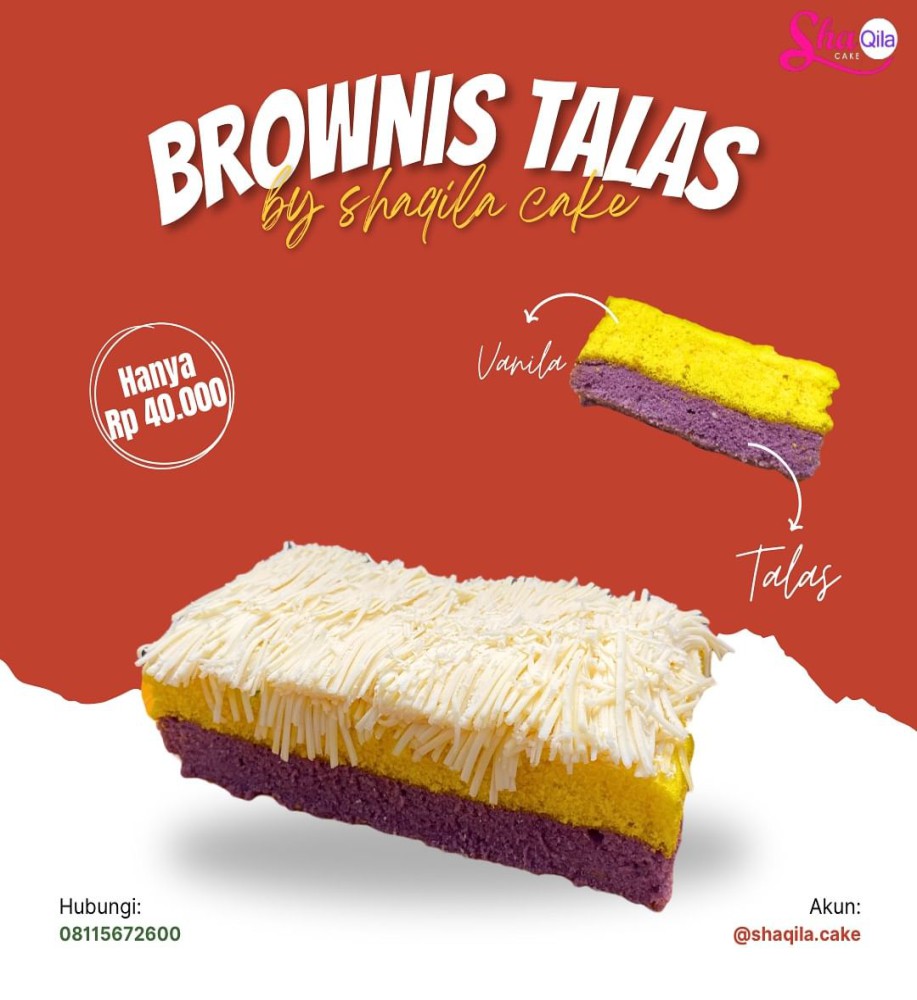 ShaQila
CAKE
BROWNIS TALAS
by shaqila cake
Hanya
Rp 40.000
Vanila
Talas
Hubungi:
08115672600
Akun:
@shaqila.cake